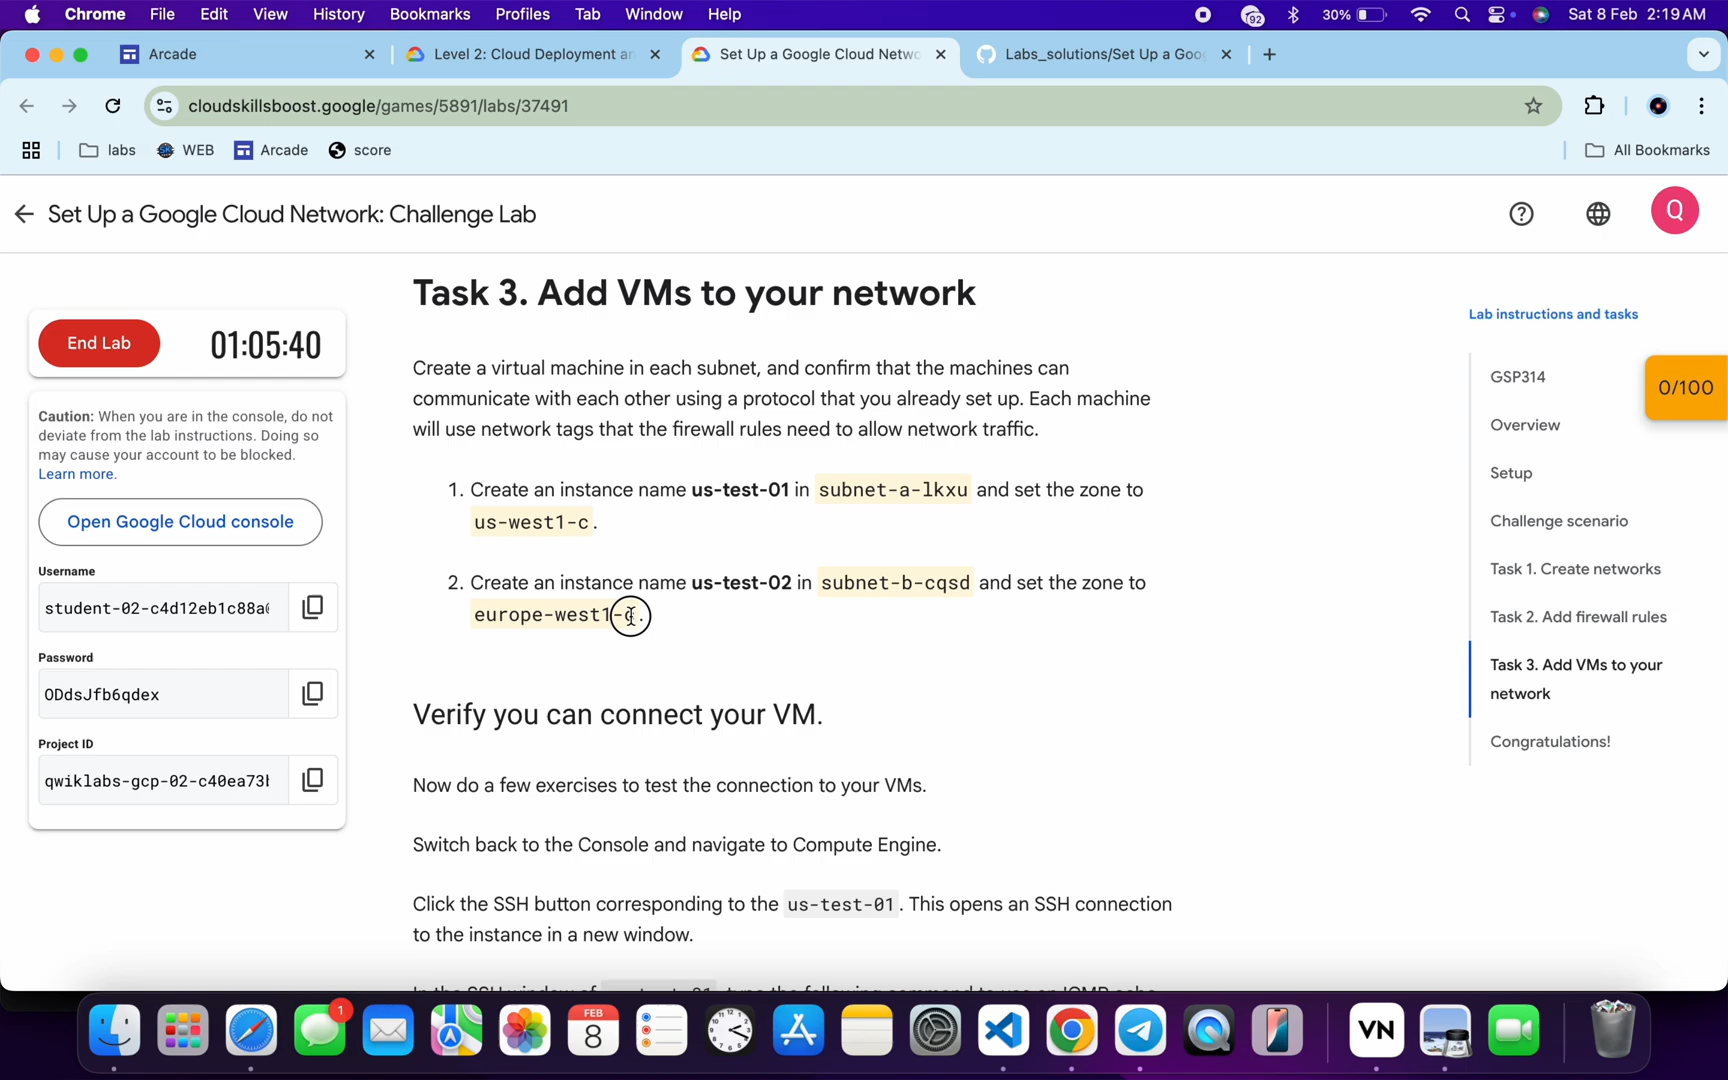 Chrome File Edit View History Bookmarks Profiles Tab Window Help 92 30% Sat 8 Feb 2:19 AM
Arcade Level 2: Cloud Deployment an Set Up a Google Cloud Netwo Labs_solutions/Set Up a Goog
cloudskillsboost.google/games/5891/labs/37491
labs WEB Arcade score All Bookmarks
Set Up a Google Cloud Network: Challenge Lab Q
End Lab 01:05:40
Caution: When you are in the console, do not
deviate from the lab instructions. Doing so
may cause your account to be blocked.
Learn more.
Open Google Cloud console
Username
student-02-c4d12eb1c88a
Password
ODdsJfb6qdex
Project ID
qwiklabs-gcp-02-c40ea73
Task 3. Add VMs to your network
Create a virtual machine in each subnet, and confirm that the machines can
communicate with each other using a protocol that you already set up. Each machine
will use network tags that the firewall rules need to allow network traffic.
1. Create an instance name us-test-01 in subnet-a-lkxu and set the zone to
us-west1-c.
2. Create an instance name us-test-02 in subnet-b-cqsd and set the zone to
europe-west1-
Verify you can connect your VM.
Now do a few exercises to test the connection to your VMs.
Switch back to the Console and navigate to Compute Engine.
Click the SSH button corresponding to the us-test-01. This opens an SSH connection
to the instance in a new window.
Lab instructions and tasks
GSP314
0/100
Overview
Setup
Challenge scenario
Task 1. Create networks
Task 2. Add firewall rules
Task 3. Add VMs to your
network
Congratulations!
1
FEB
8
VN